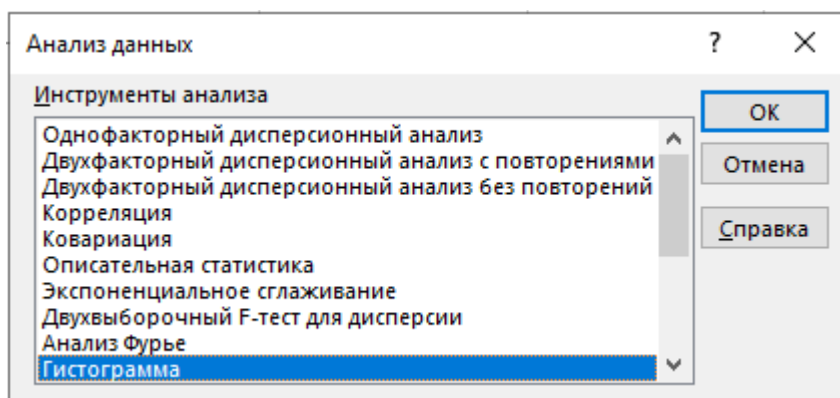 Анализ данных
?
Инструменты анализа
Однофакторный дисперсионный анализ
Двухфакторный дисперсионный анализ с повторениями
Двухфакторный дисперсионный анализ без повторений
Корреляция
Ковариация
Описательная статистика
Экспоненциальное сглаживание
Двухвыборочный F-тест для дисперсии
Анализ Фурье
Гистограмма
ОК
Отмена
Справка